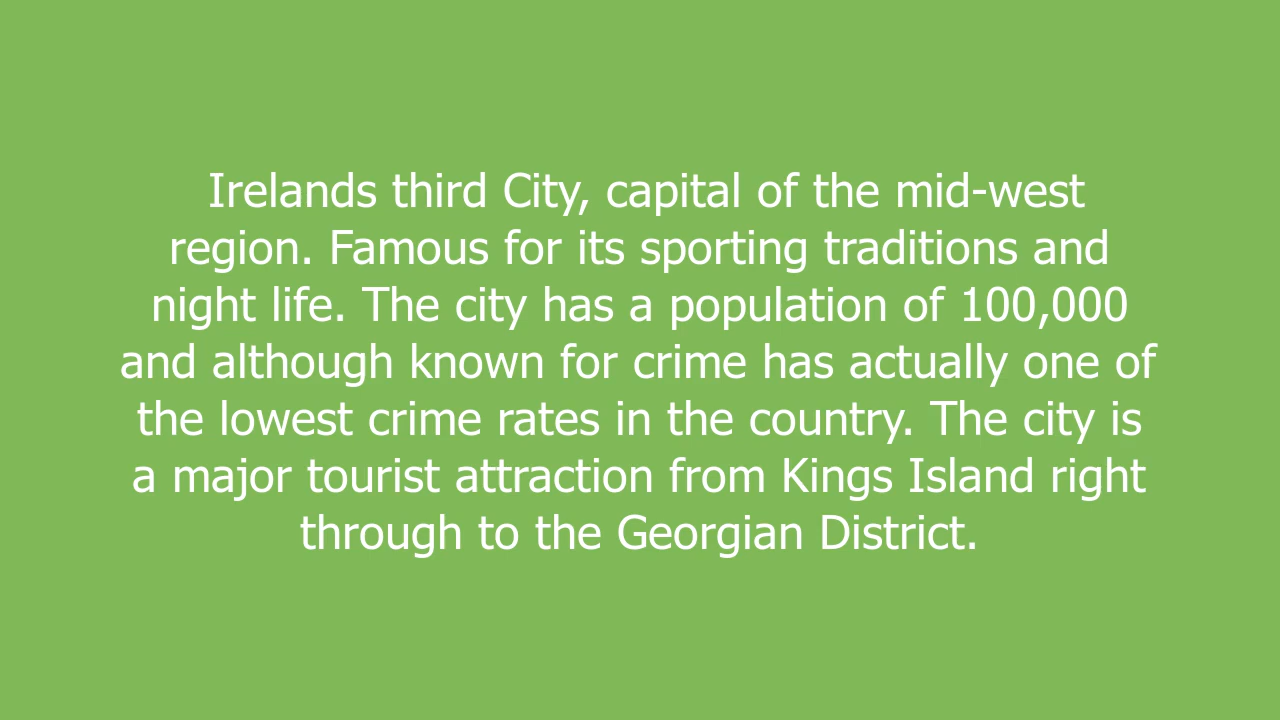 Irelands third City, capital of the mid-west
region. Famous for its sporting traditions and
night life. The city has a population of 100,000
and although known for crime has actually one of
the lowest crime rates in the country. The city is
a major tourist attraction from Kings Island right
through to the Georgian District.